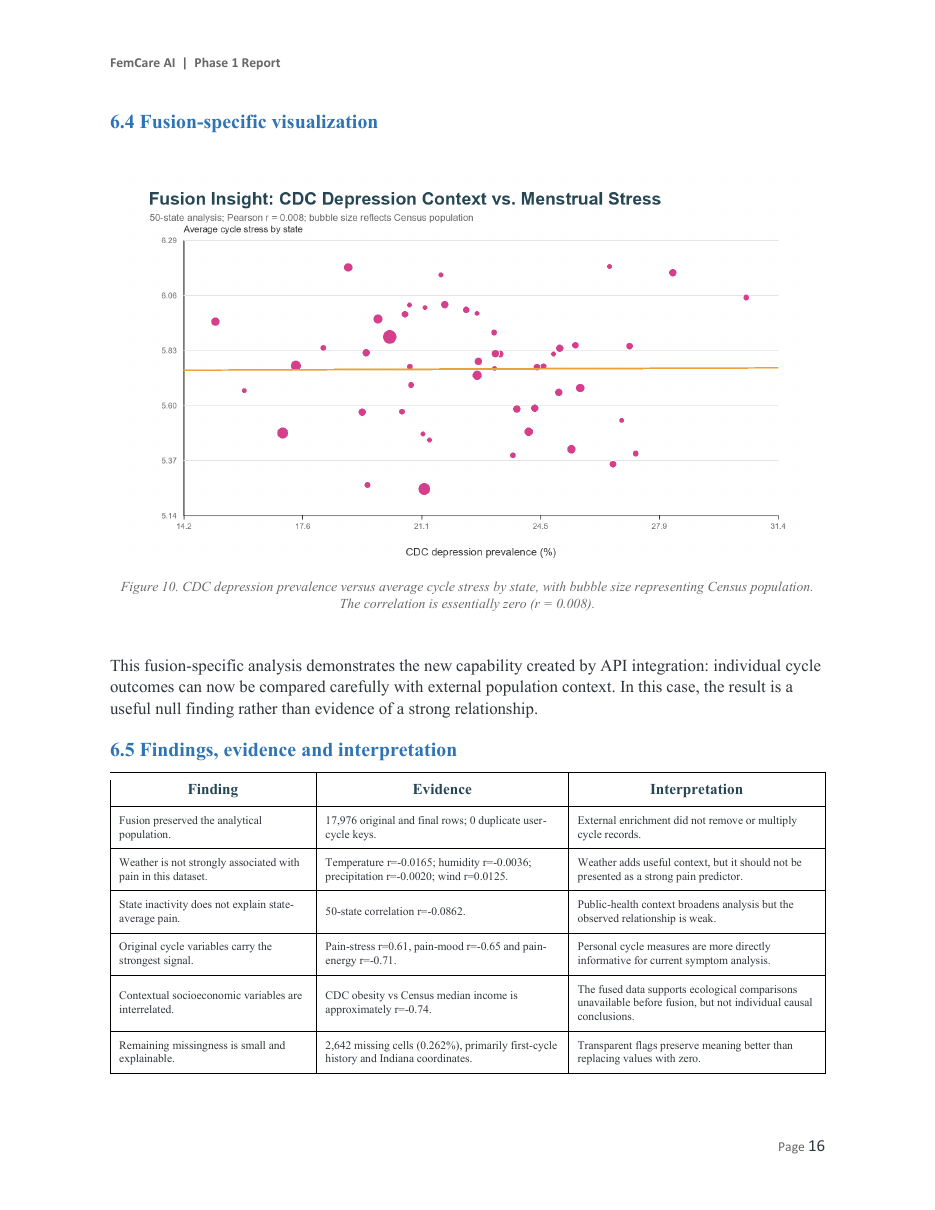 FemCare AI | Phase 1 Report
6.4 Fusion-specific visualization
Fusion Insight: CDC Depression Context vs. Menstrual Stress
50-state analysis; Pearson r = 0.008; bubble size reflects Census population
Average cycle stress by state
6.29
6.06
5.83
5.60
5.37
5.14
14.2
17.6
21.1
24.5
27.9
31.4
CDC depression prevalence (%)
Figure 10. CDC depression prevalence versus average cycle stress by state, with bubble size representing Census population.
The correlation is essentially zero (r = 0.008).
This fusion-specific analysis demonstrates the new capability created by API integration: individual cycle
outcomes can now be compared carefully with external population context. In this case, the result is a
useful null finding rather than evidence of a strong relationship.
6.5 Findings, evidence and interpretation
Finding
Evidence
Interpretation
Fusion preserved the analytical
population.
17,976 original and final rows; 0 duplicate user-
cycle keys.
External enrichment did not remove or multiply
cycle records.
Weather is not strongly associated with
pain in this dataset.
Temperature r=-0.0165; humidity r=-0.0036;
precipitation r=-0.0020; wind r=0.0125.
Weather adds useful context, but it should not be
presented as a strong pain predictor.
State inactivity does not explain state-
average pain.
50-state correlation r=-0.0862.
Public-health context broadens analysis but the
observed relationship is weak.
Original cycle variables carry the
strongest signal.
Pain-stress r=0.61, pain-mood r=-0.65 and pain-
energy r=-0.71.
Personal cycle measures are more directly
informative for current symptom analysis.
Contextual socioeconomic variables are
interrelated.
CDC obesity vs Census median income is
approximately r=-0.74.
The fused data supports ecological comparisons
unavailable before fusion, but not individual causal
conclusions.
Remaining missingness is small and
explainable.
2,642 missing cells (0.262%), primarily first-cycle
history and Indiana coordinates.
Transparent flags preserve meaning better than
replacing values with zero.
Page 16